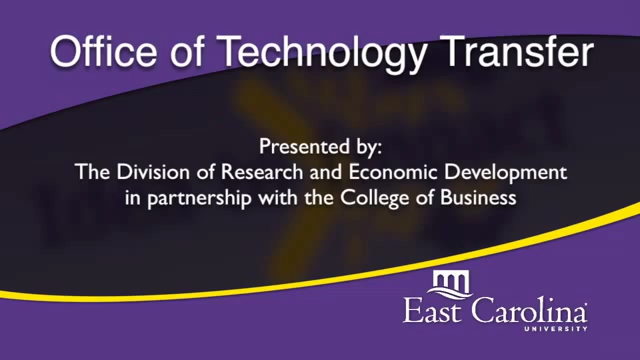 Office of Technology Transfer
Presented by:
The Division of Research and Economic Development
in partnership with the College of Business
East Carolina
UNIVERSITY